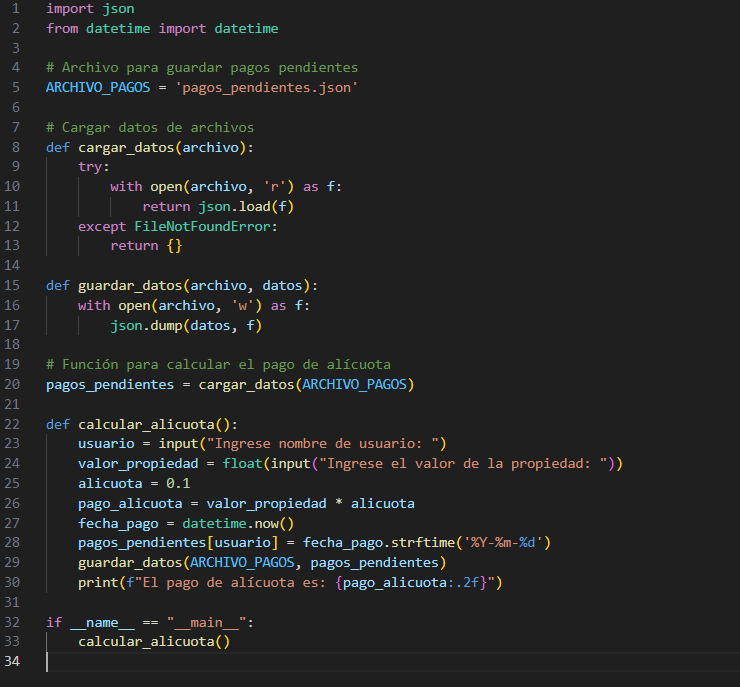 1 import json
2 from datetime import datetime
3
4 # Archivo para guardar pagos pendientes
5 ARCHIVO_PAGOS = 'pagos_pendientes.json'
6
7 # Cargar datos de archivos
8 def cargar_datos(archivo):
9     try:
10         with open(archivo, 'r') as f:
11             return json.load(f)
12     except FileNotFoundError:
13         return {}
14
15 def guardar_datos(archivo, datos):
16     with open(archivo, 'w') as f:
17         json.dump(datos, f)
18
19 # Función para calcular el pago de alícuota
20 pagos_pendientes = cargar_datos(ARCHIVO_PAGOS)
21
22 def calcular_alicuota():
23     usuario = input("Ingrese nombre de usuario: ")
24     valor_propiedad = float(input("Ingrese el valor de la propiedad: "))
25     alicuota = 0.1
26     pago_alicuota = valor_propiedad * alicuota
27     fecha_pago = datetime.now()
28     pagos_pendientes[usuario] = fecha_pago.strftime('%Y-%m-%d')
29     guardar_datos(ARCHIVO_PAGOS, pagos_pendientes)
30     print(f"El pago de alícuota es: {pago_alicuota:.2f}")
31
32 if __name__ == "__main__":
33     calcular_alicuota()
34